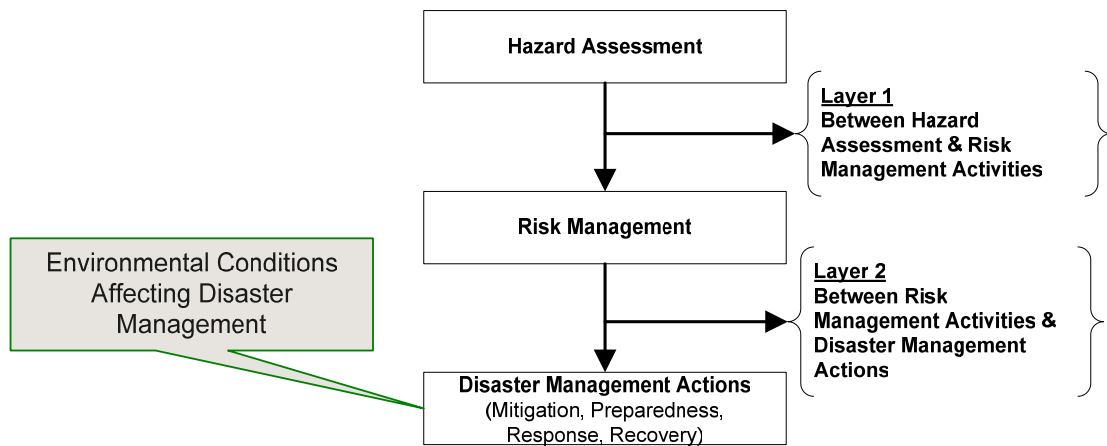 Hazard Assessment
Layer 1
Between Hazard
Assessment & Risk
Management Activities
Risk Management
Environmental Conditions
Affecting Disaster
Management
Layer 2
Between Risk
Management Activities &
Disaster Management
Actions
Disaster Management Actions
(Mitigation, Preparedness,
Response, Recovery)